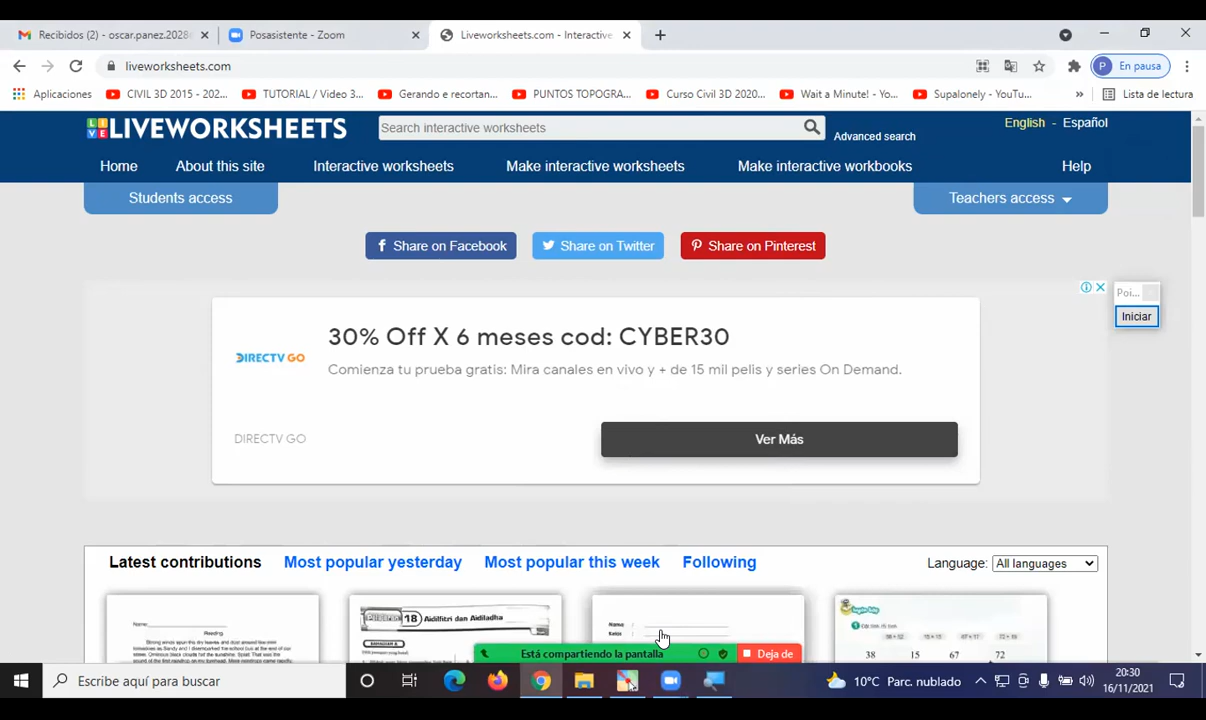 Recibidos (2) - oscar.panez.2028
Posasistente - Zoom
Liveworksheets.com - Interactive
liveworksheets.com
P En pausa
Aplicaciones
CIVIL 3D 2015 - 202...
TUTORIAL / Video 3...
Gerando e recortan...
PUNTOS TOPOGRA...
Curso Civil 3D 2020...
Wait a Minute! - Yo...
Supalonely - YouTu...
»
Lista de lectura
LIVE LIVEWORKSHEETS
Search interactive worksheets
Advanced search
English - Español
Home
About this site
Interactive worksheets
Make interactive worksheets
Make interactive workbooks
Help
Students access
Teachers access
Share on Facebook
Share on Twitter
Share on Pinterest
Poi...
Iniciar
30% Off X 6 meses cod: CYBER30
DIRECTV GO
Comienza tu prueba gratis: Mira canales en vivo y + de 15 mil pelis y series On Demand.
DIRECTV GO
Ver Más
Latest contributions
Most popular yesterday
Most popular this week
Following
Language: All languages
Name:
Reading
18 Aidilfitri dan Aidiladha
Nama :
Kelas :
38 15 67 72
Está compartiendo la pantalla
Deja de
Escribe aquí para buscar
10°C Parc. nublado
20:30
16/11/2021